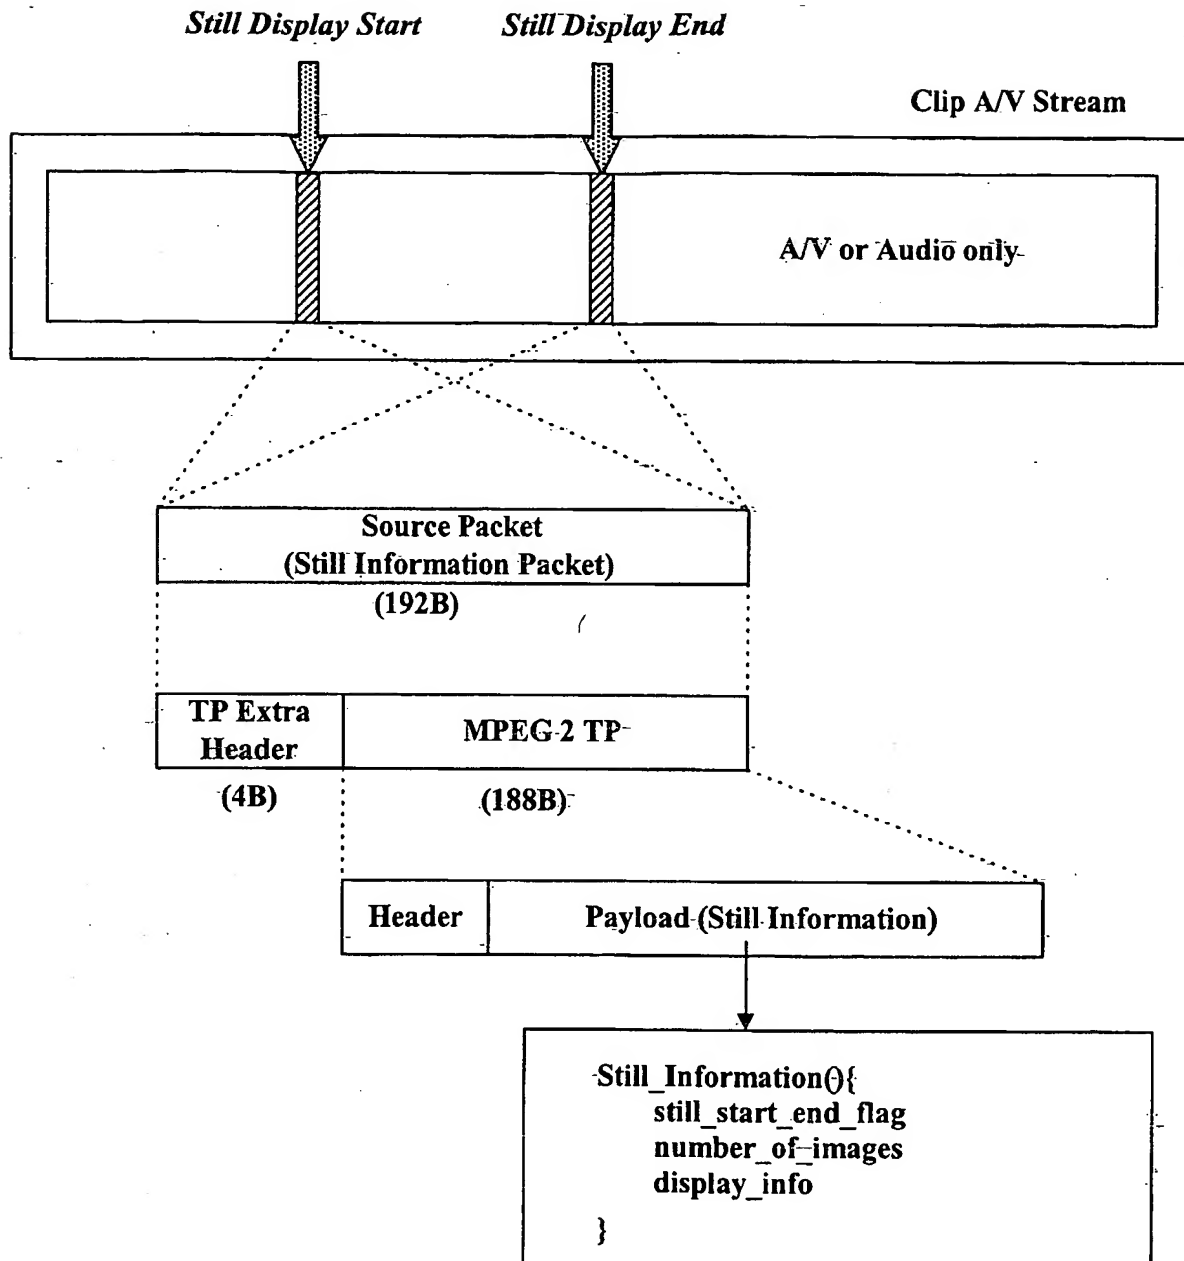 Still Display Start
Still Display End
Clip A/V Stream
A/V or Audio only
Source Packet
(Still Information Packet)
(192B)
TP Extra
Header
MPEG-2 TP
(4B)
(188B)
Header
Payload (Still Information)
Still_Information(){
still_start_end_flag
number_of_images
display_info
}